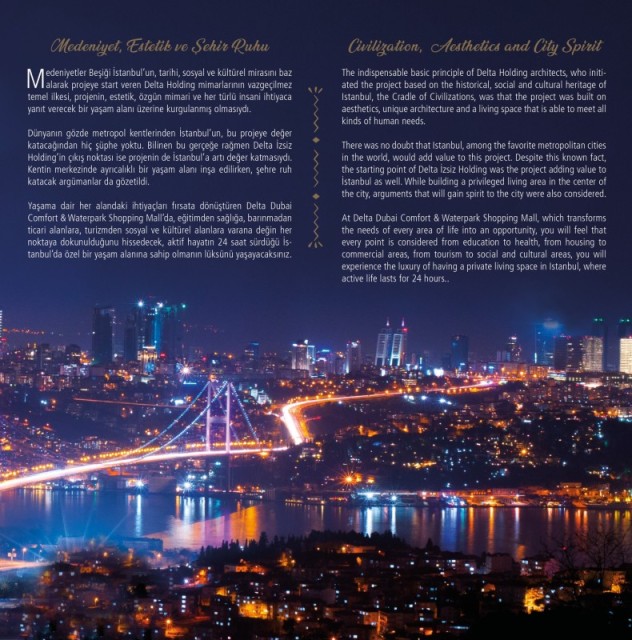 Medeniyet, Estetik ve Şehir Ruhu
Medeniyetler Beşiği İstanbul'un, tarihi, sosyal ve kültürel mirasını baz
alarak projeye start veren Delta Holding mimarlarının vazgeçilmez
temel ilkesi, projenin, estetik, özgün mimari ve her türlü insani ihtiyaca
yanıt verecek bir yaşam alanı üzerine kurgulanmış olmasıydı.
Dünyanın gözde metropol kentlerinden İstanbul'un, bu projeye değer
katacağından hiç şüphe yoktu. Bilinen bu gerçeğe rağmen Delta İzsiz
Holding'in çıkış noktası ise projenin de İstanbul'a artı değer katmasıydı.
Kentin merkezinde ayrıcalıklı bir yaşam alanı inşa edilirken, şehre ruh
katacak argümanlar da gözetildi.
Yaşama dair her alandaki ihtiyaçları fırsata dönüştüren Delta Dubai
Comfort & Waterpark Shopping Mall'da, eğitimden sağlığa, barınmadan
ticari alanlara, turizmden sosyal ve kültürel alanlara varana değin her
noktaya dokunulduğunu hissedecek, aktif hayatın 24 saat sürdüğü İs-
tanbul'da özel bir yaşam alanına sahip olmanın lüksünü yaşayacaksınız.
Civilization, Aesthetics and City Spirit
The indispensable basic principle of Delta Holding architects, who initi-
ated the project based on the historical, social and cultural heritage of
Istanbul, the Cradle of Civilizations, was that the project was built on
aesthetics, unique architecture and a living space that is able to meet all
kinds of human needs.
There was no doubt that Istanbul, among the favorite metropolitan cities
in the world, would add value to this project. Despite this known fact,
the starting point of Delta İzsiz Holding was the project adding value to
İstanbul as well. While building a privileged living area in the center of
the city, arguments that will gain spirit to the city were also considered.
At Delta Dubai Comfort & Waterpark Shopping Mall, which transforms
the needs of every area of life into an opportunity, you will feel that
every point is considered from education to health, from housing to
commercial areas, from tourism to social and cultural areas, you will
experience the luxury of having a private living space in Istanbul, where
active life lasts for 24 hours..